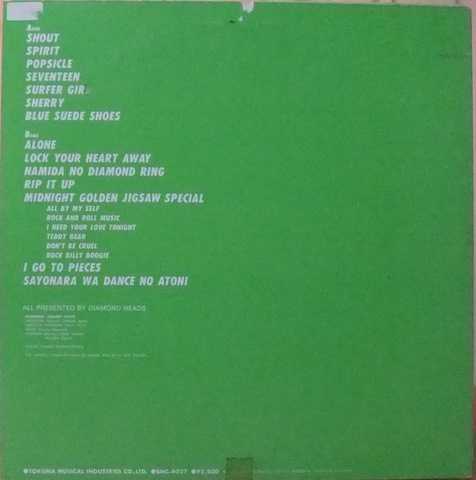 A SIDE
SHOUT
SPIRIT
POPSICLE
SEVENTEEN
SURFER GIRL
SHERRY
BLUE SUEDE SHOES
B SIDE
ALONE
LOCK YOUR HEART AWAY
NAMIDA NO DIAMOND RING
RIP IT UP
MIDNIGHT GOLDEN JIGSAW SPECIAL
ALL BY MY SELF
ROCK AND ROLL MUSIC
I NEED YOUR LOVE TONIGHT
TEDDY BEAR
DON'T BE CRUEL
ROCK BILLY BOOGIE
I GO TO PIECES
SAYONARA WA DANCE NO ATONI
ALL PRESENTED BY DIAMOND HEADS
●TOKUMA MUSICAL INDUSTRIES CO.,LTD. ●BMC-4027 ●¥2,500